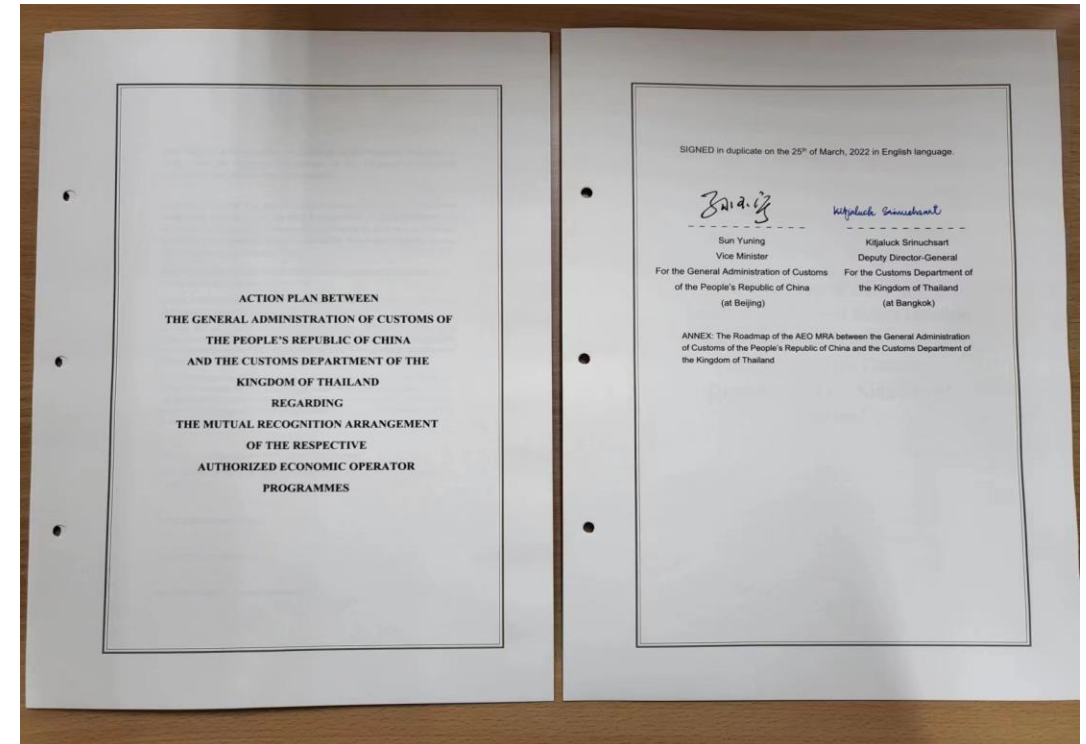 ACTION PLAN BETWEEN
THE GENERAL ADMINISTRATION OF CUSTOMS OF
THE PEOPLE'S REPUBLIC OF CHINA
AND THE CUSTOMS DEPARTMENT OF THE
KINGDOM OF THAILAND
REGARDING
THE MUTUAL RECOGNITION ARRANGEMENT
OF THE RESPECTIVE
AUTHORIZED ECONOMIC OPERATOR
PROGRAMMES
SIGNED in duplicate on the 25th of March, 2022 in English language.
Kitjaluck Srinuchsart
Sun Yuning
Vice Minister
For the General Administration of Customs
of the People's Republic of China
(at Beijing)
Kitjaluck Srinuchsart
Deputy Director-General
For the Customs Department of
the Kingdom of Thailand
(at Bangkok)
ANNEX: The Roadmap of the AEO MRA between the General Administration
of Customs of the People's Republic of China and the Customs Department of
the Kingdom of Thailand